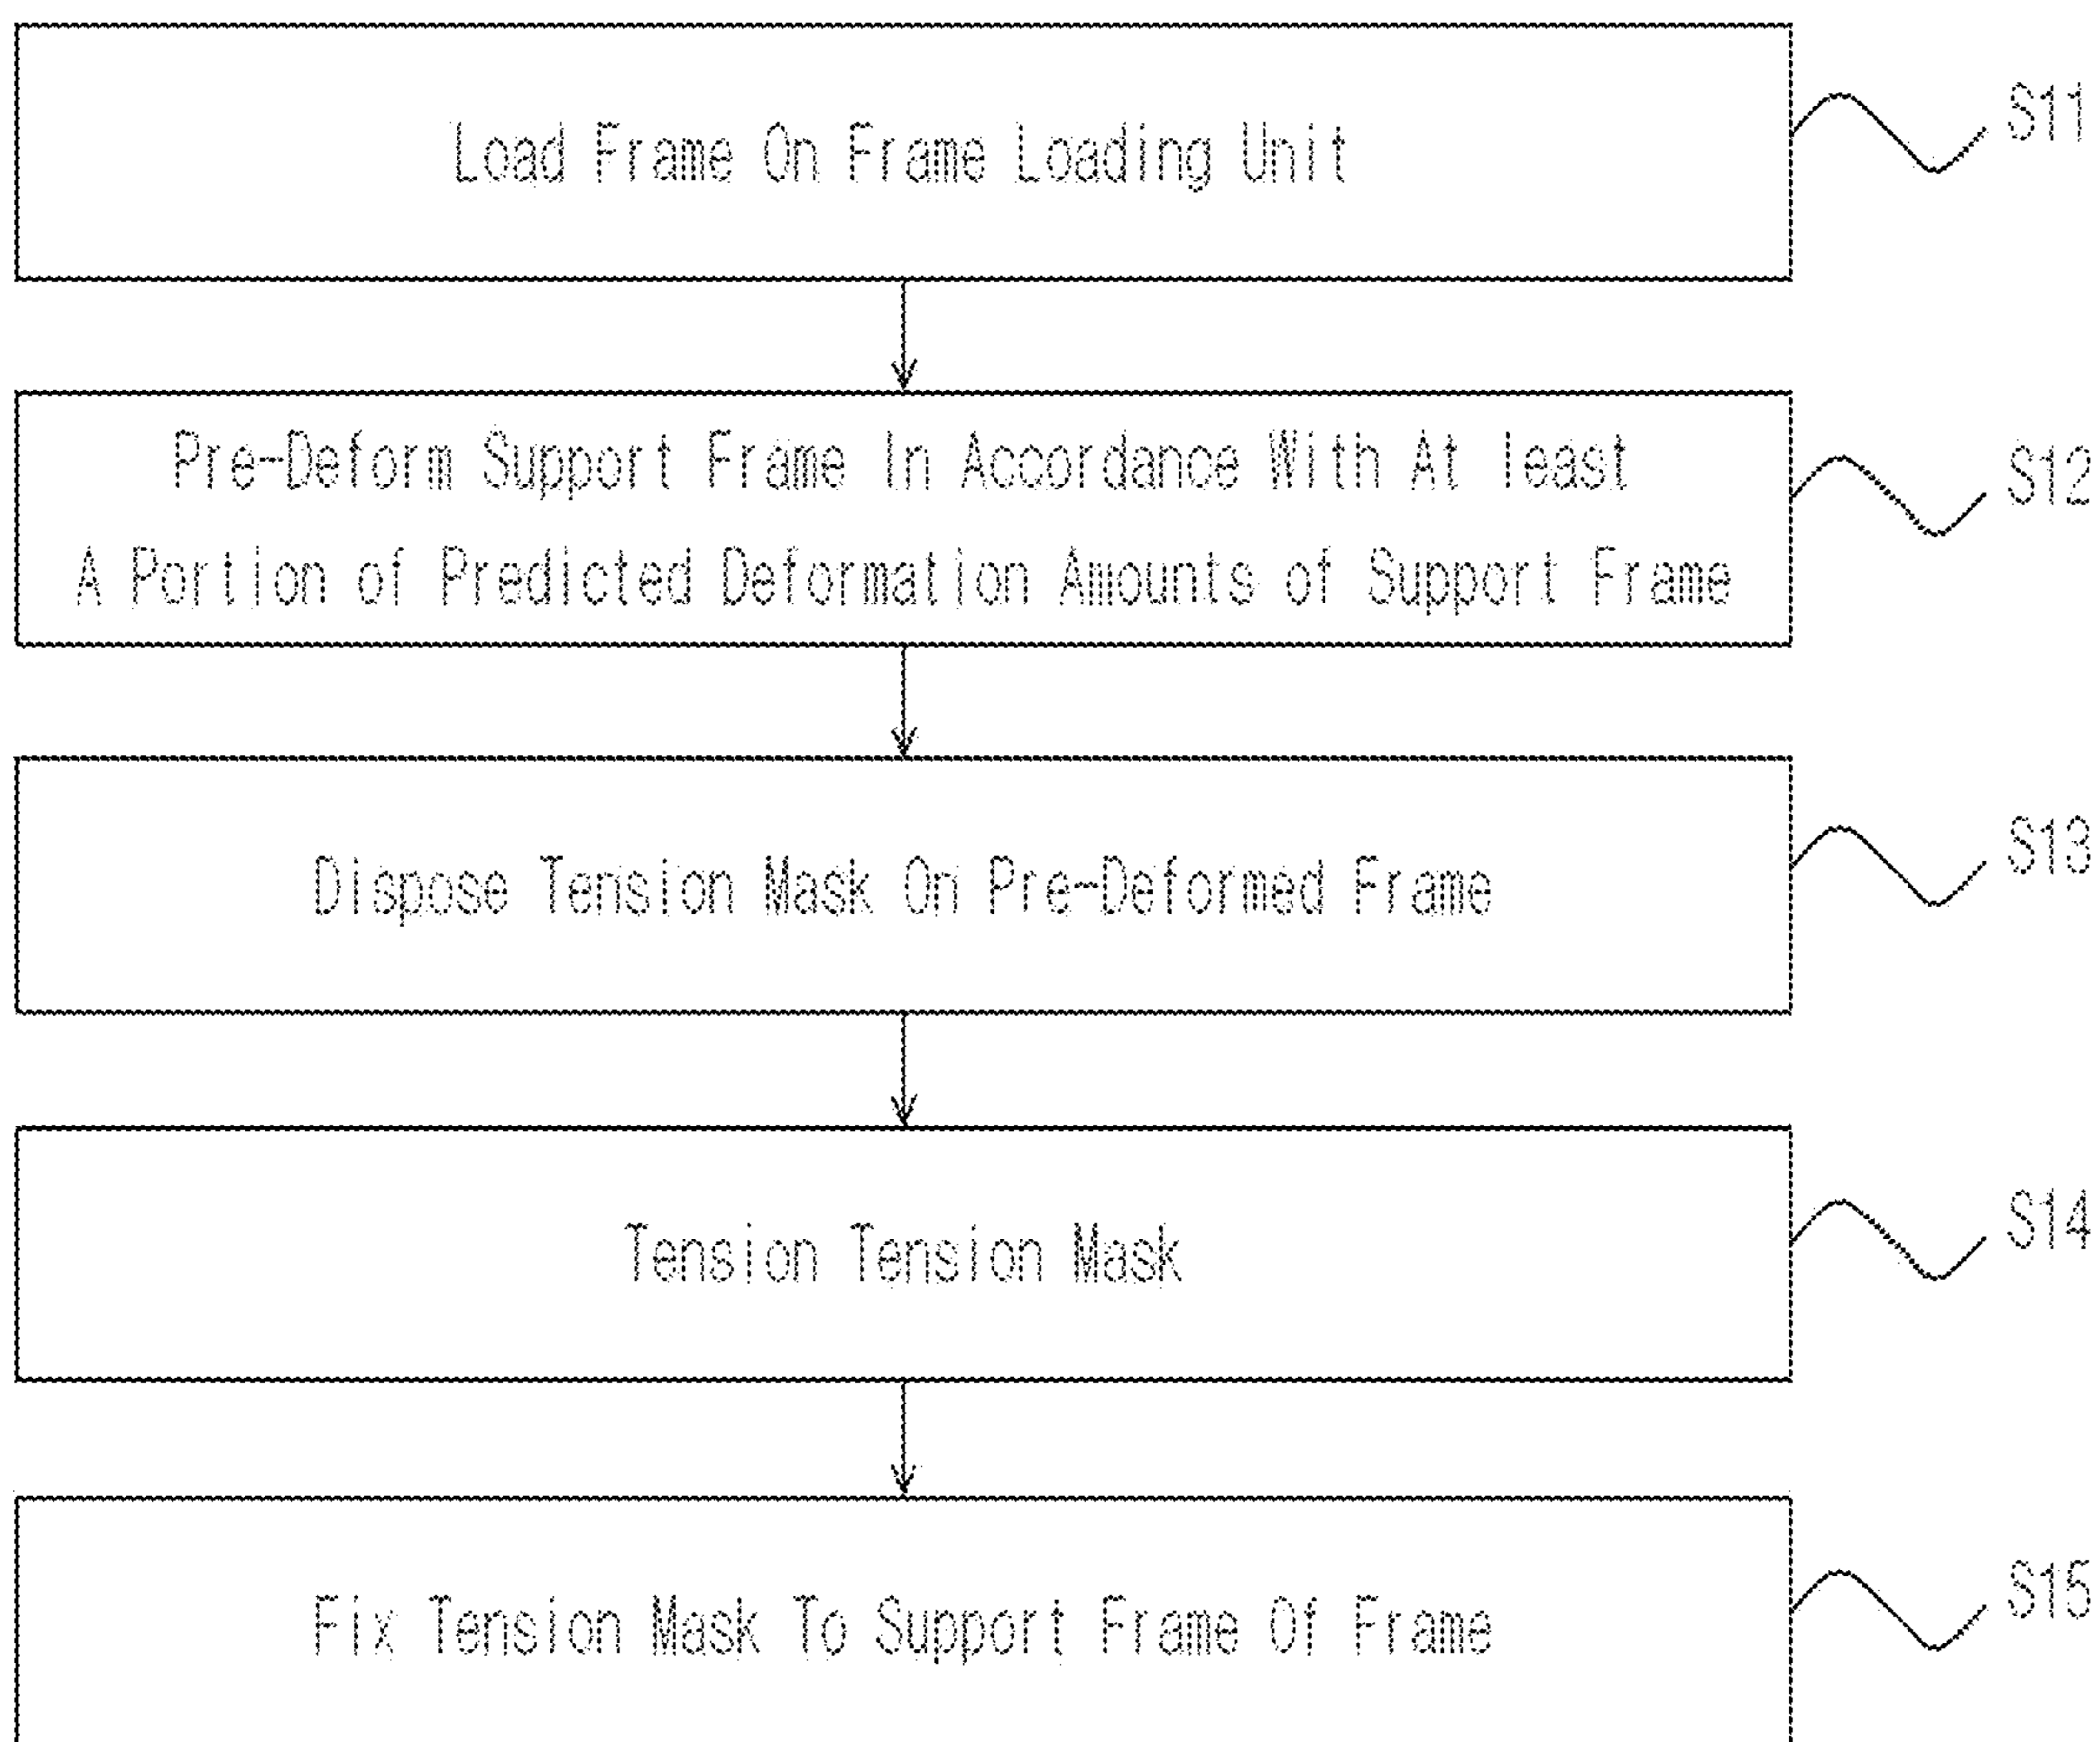 Load Frame On Frame Loading Unit
S11
Pre-Deform Support Frame In Accordance With At least
A Portion of Predicted Deformation Amounts of Support Frame
S12
Dispose Tension Mask On Pre-Deformed Frame
S13
Tension Tension Mask
S14
Fix Tension Mask To Support Frame Of Frame
S15